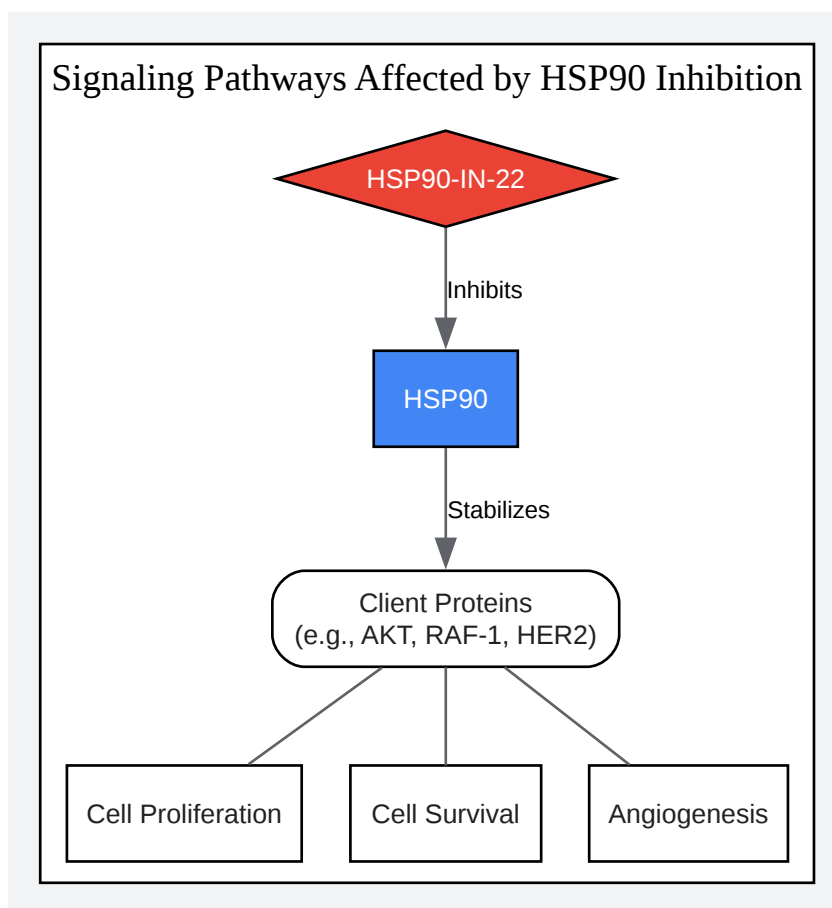 Signaling Pathways Affected by HSP90 Inhibition
HSP90-IN-22
Inhibits
HSP90
Stabilizes
Client Proteins
(e.g., AKT, RAF-1, HER2)
Cell Proliferation
Cell Survival
Angiogenesis